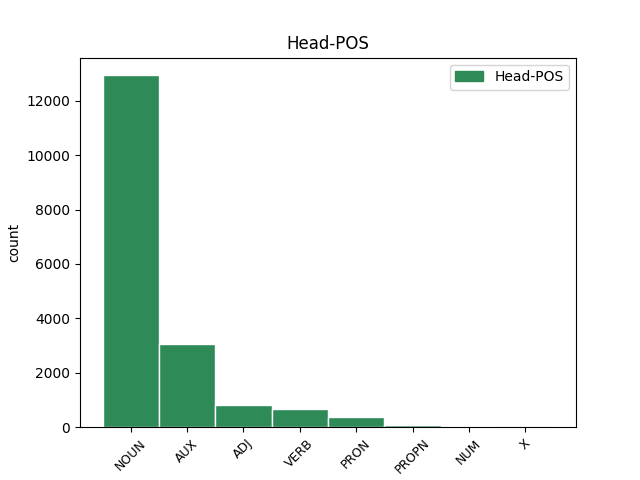 Head-POS
Head-POS
12000
10000
8000
6000
4000
2000
0
count
NOUN
AUX
ADJ
VERB
PRON
PROPN
NUM
X